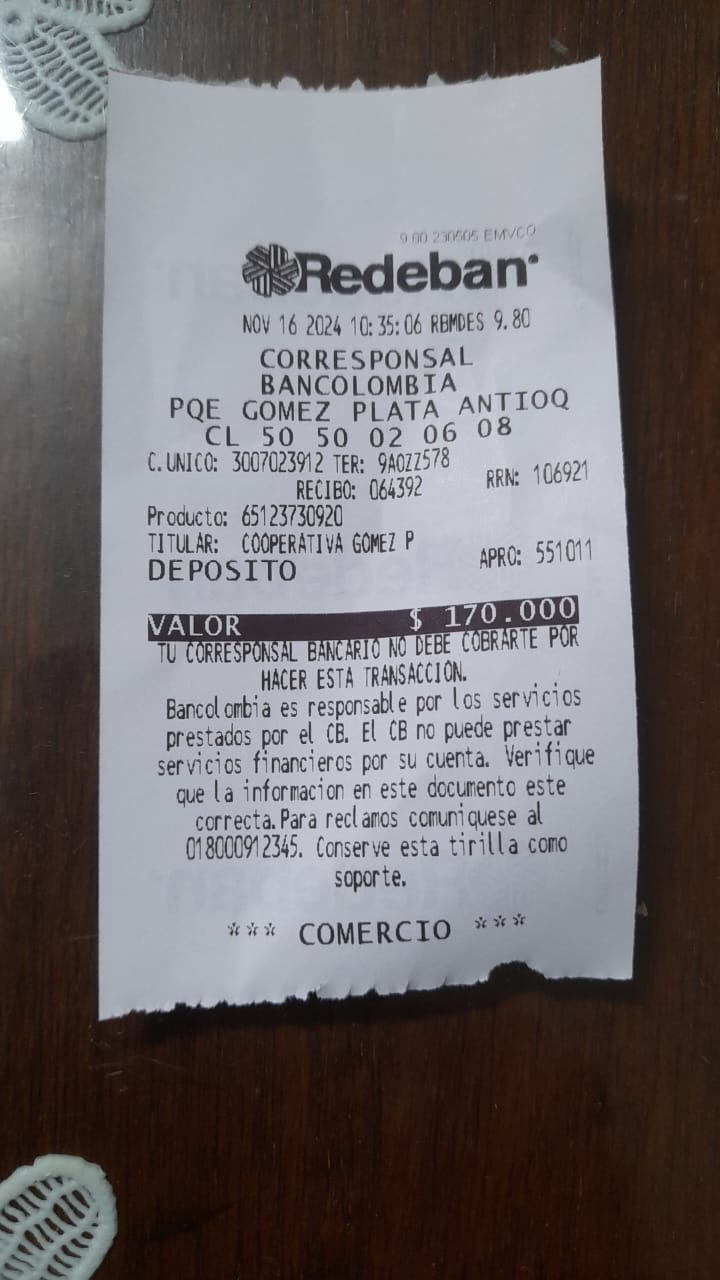 9 00 230505 EMVCO
Redeban
NOV 16 2024 10:35:06 RBMDES 9.80
CORRESPONSAL
BANCOLOMBIA
PQE GOMEZ PLATA ANTIOQ
CL 50 50 02 06 08
C.UNICO: 3007023912 TER: 9AOZZ578
RECIBO: 064392 RRN: 106921
Producto: 65123730920
TITULAR: COOPERATIVA GOMEZ P
DEPOSITO APRO: 551011
VALOR $ 170.000
TU CORRESPONSAL BANCARIO NO DEBE COBRARTE POR
HACER ESTA TRANSACCION.
Bancolombia es responsable por los servicios
prestados por el CB. El CB no puede prestar
servicios financieros por su cuenta. Verifique
que la informacion en este documento este
correcta.Para reclamos comuniquese al
018000912345. Conserve esta tirilla como
soporte.
*** COMERCIO ***